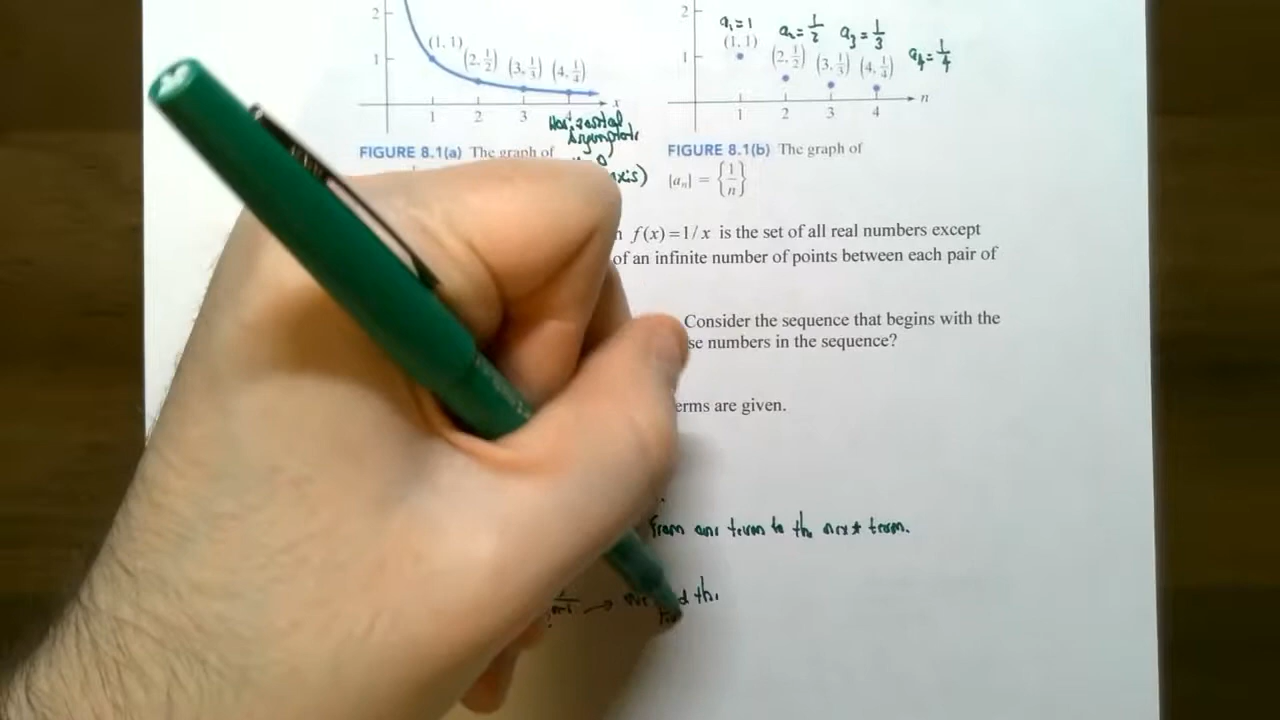 2
1
(1, 1)
(2, 1/2) (3, 1/3) (4, 1/4)
1 2 3 4 x
Horizontal
Asymptote
axis)
FIGURE 8.1(a) The graph of
2
1
a₁=1
a₂=1/2 a₃=1/3
a₄=1/4
(1, 1)
(2, 1/2) (3, 1/3) (4, 1/4)
1 2 3 4 n
FIGURE 8.1(b) The graph of
{aₙ} = {1/n}
f(x)=1/x is the set of all real numbers except
of an infinite number of points between each pair of
Consider the sequence that begins with the
se numbers in the sequence?
erms are given.
from one term to the next term.
the